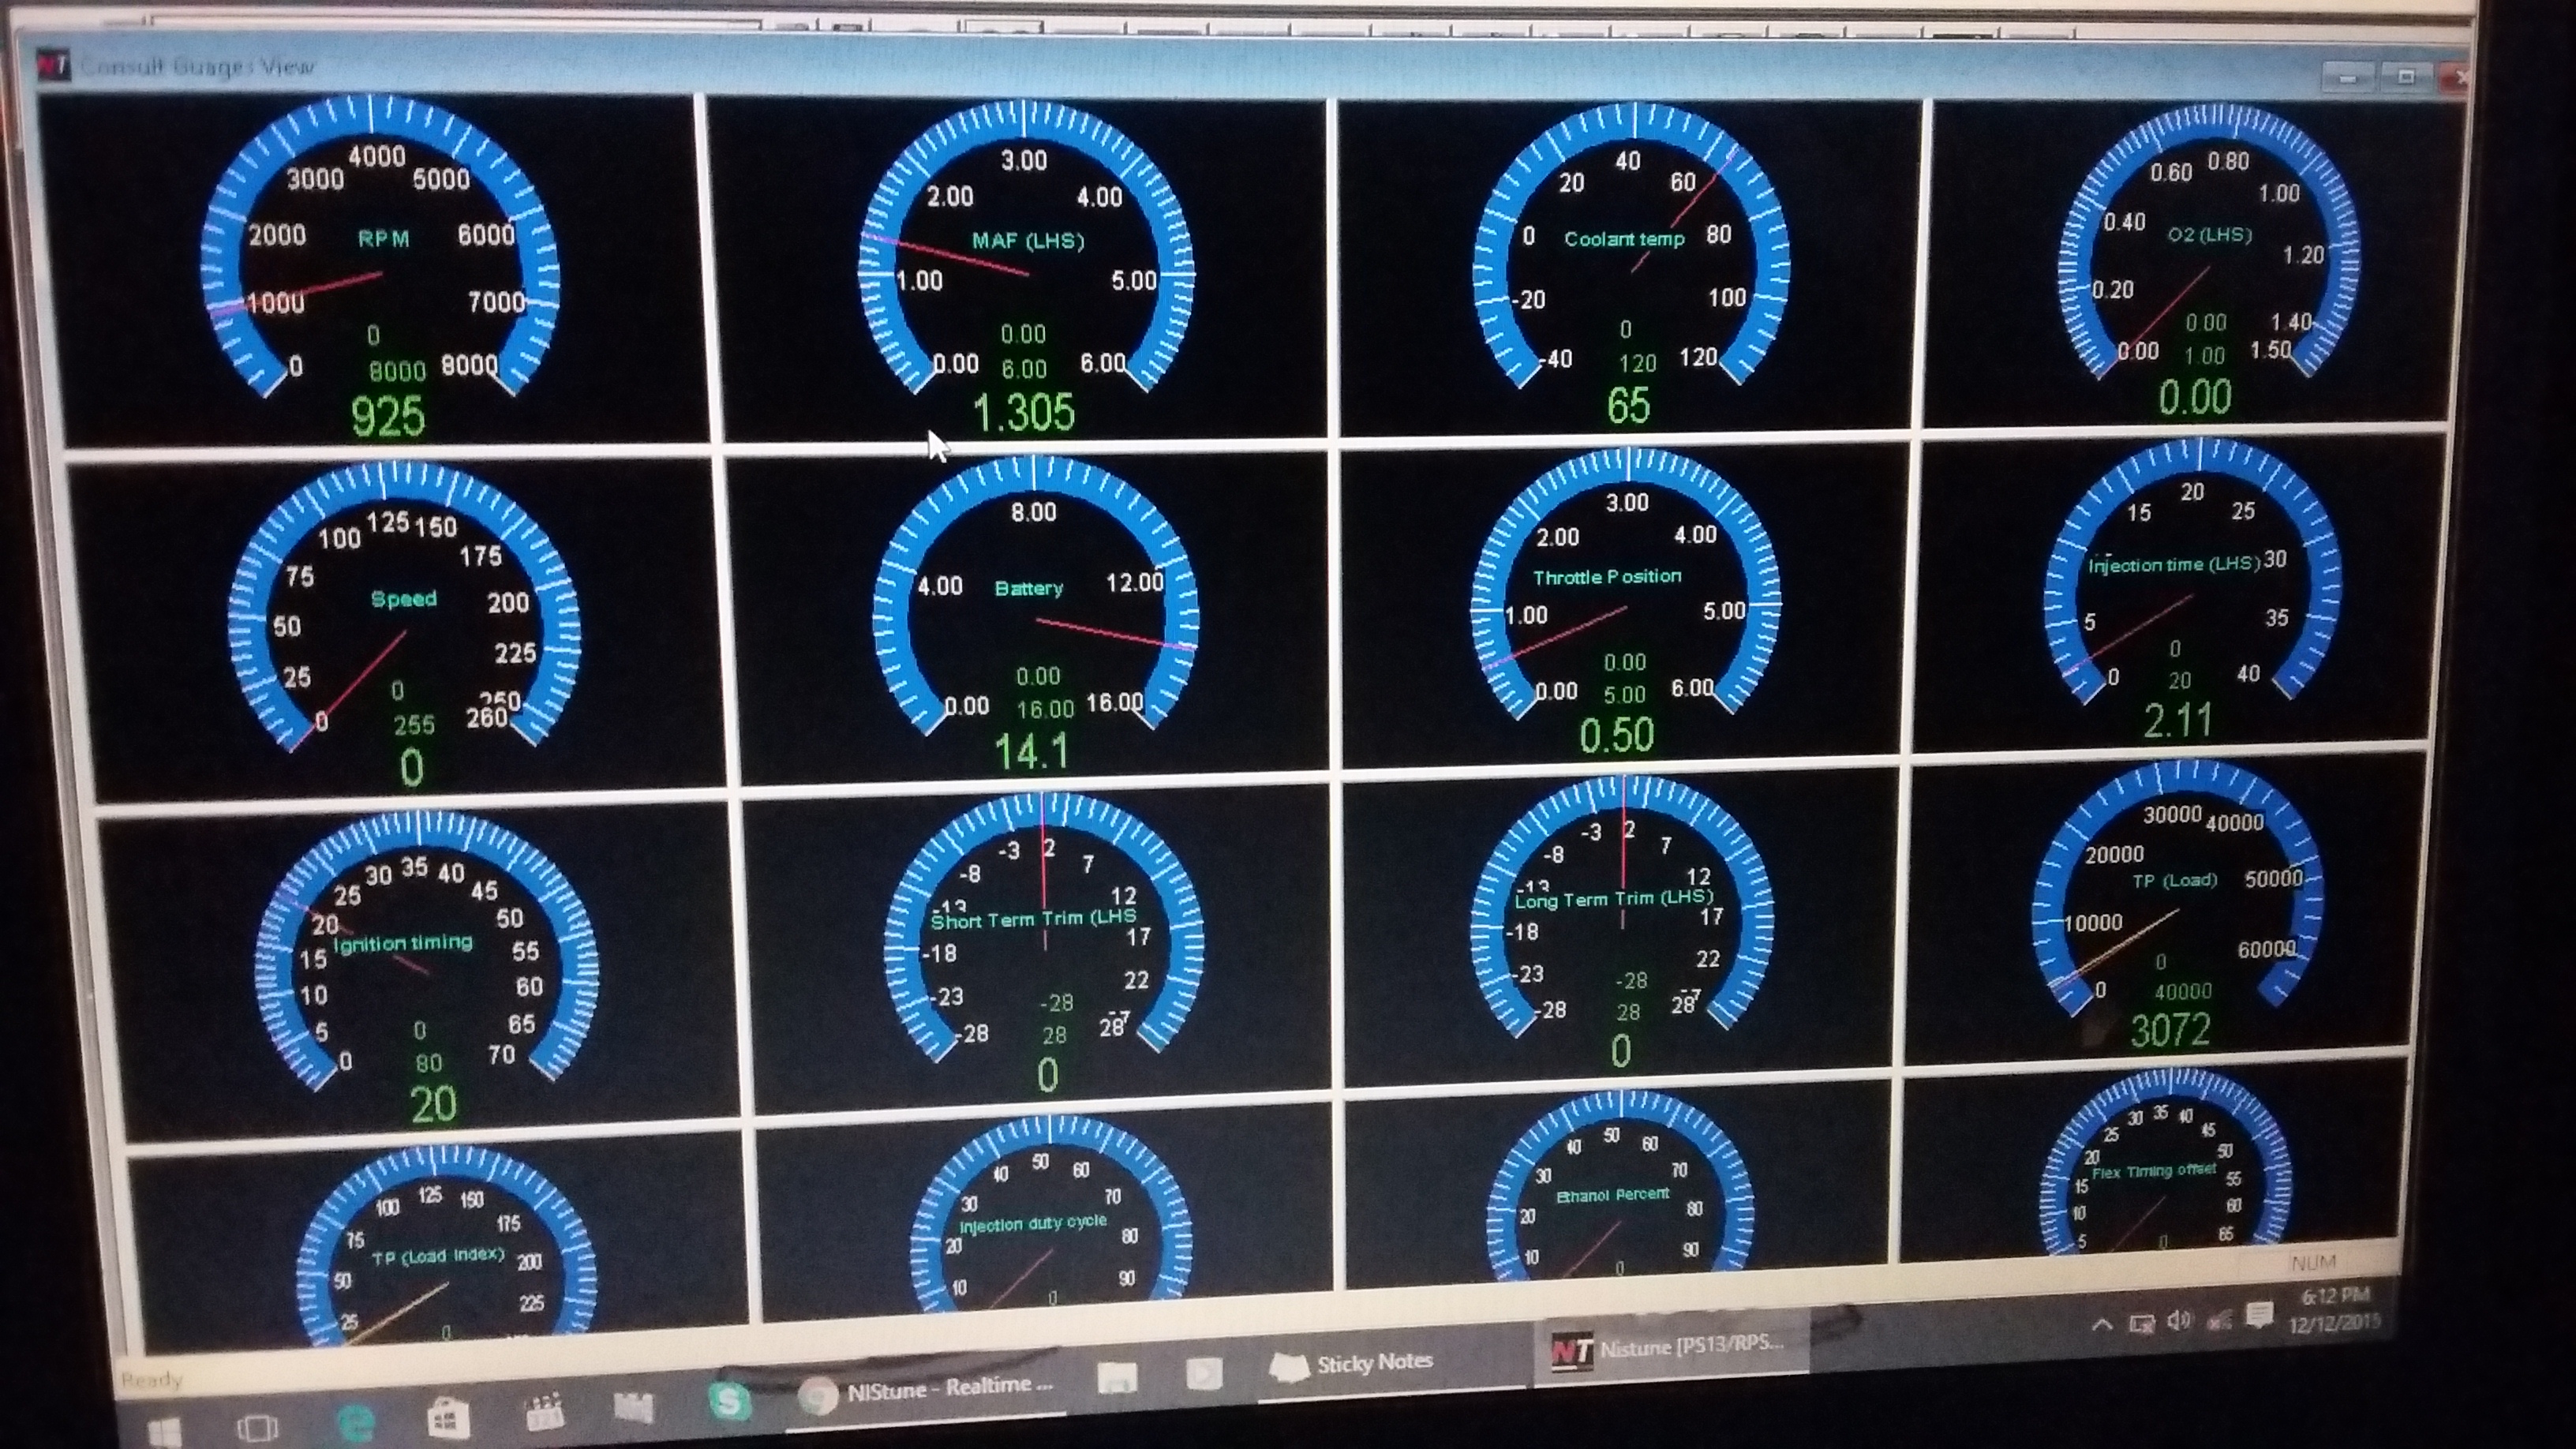 NT Consult Guages View
4000
3000 5000
2000 RPM 6000
1000 7000
0
0 8000 8000
925
3.00
2.00 4.00
MAF (LHS)
1.00 5.00
0.00
0.00 6.00 6.00
1.305
40
20 60
0 Coolant temp 80
-20 100
0
-40 120 120
65
0.60 0.80
1.00
0.40 O2 (LHS)
1.20
0.20
0.00 1.40
0.00 1.00 1.50
0.00
100 125 150
75 175
Speed 200
50
225
25 0 250
0 255 260
0
8.00
4.00 Battery 12.00
0.00
0.00 16.00 16.00
14.1
3.00
2.00 4.00
Throttle Position
1.00 5.00
0.00
0.00 5.00 6.00
0.50
20
15 25
Injection time (LHS) 30
5 35
0
0 20 40
2.11
30 35 40
25 45
20 50
Ignition timing
15 55
10 60
5 0 65
0 80 70
20
-3 2 7
-8 12
-13
Short Term Trim (LHS
-18 17
22
-23 -28
-28 28 28
0
-3 2 7
-8 12
-13
Long Term Trim (LHS)
-18 17
22
-23 -28
-28 28 28
0
30000 40000
20000
TP (Load) 50000
10000
0 60000
0 40000
3072
100 125 150
75 175
TP (Load Index) 200
50
225
25 0
40 50 60
30 70
Injection duty cycle
20 80
10 0 90
40 50 60
30 70
Ethanol Percent
20 80
10 0 90
30 35 40
25 45
20 50
Flex Timing offset
15 55
10 60
5 0 65
NUM
Ready
NIStune - Realtime ...
Sticky Notes
NT Nistune [PS13/RPS...
6:12 PM
12/12/2015